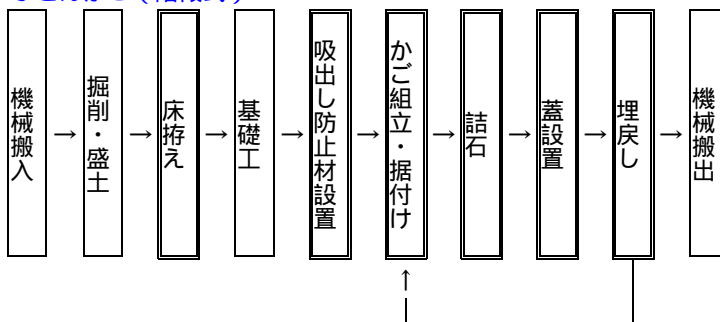 機械搬入
→
掘削・盛土
→
床拵え
→
基礎工
→
吸出し防止材設置
→
かご組立・据付け
→
詰石
→
蓋設置
→
埋戻し
→
機械搬出
↑